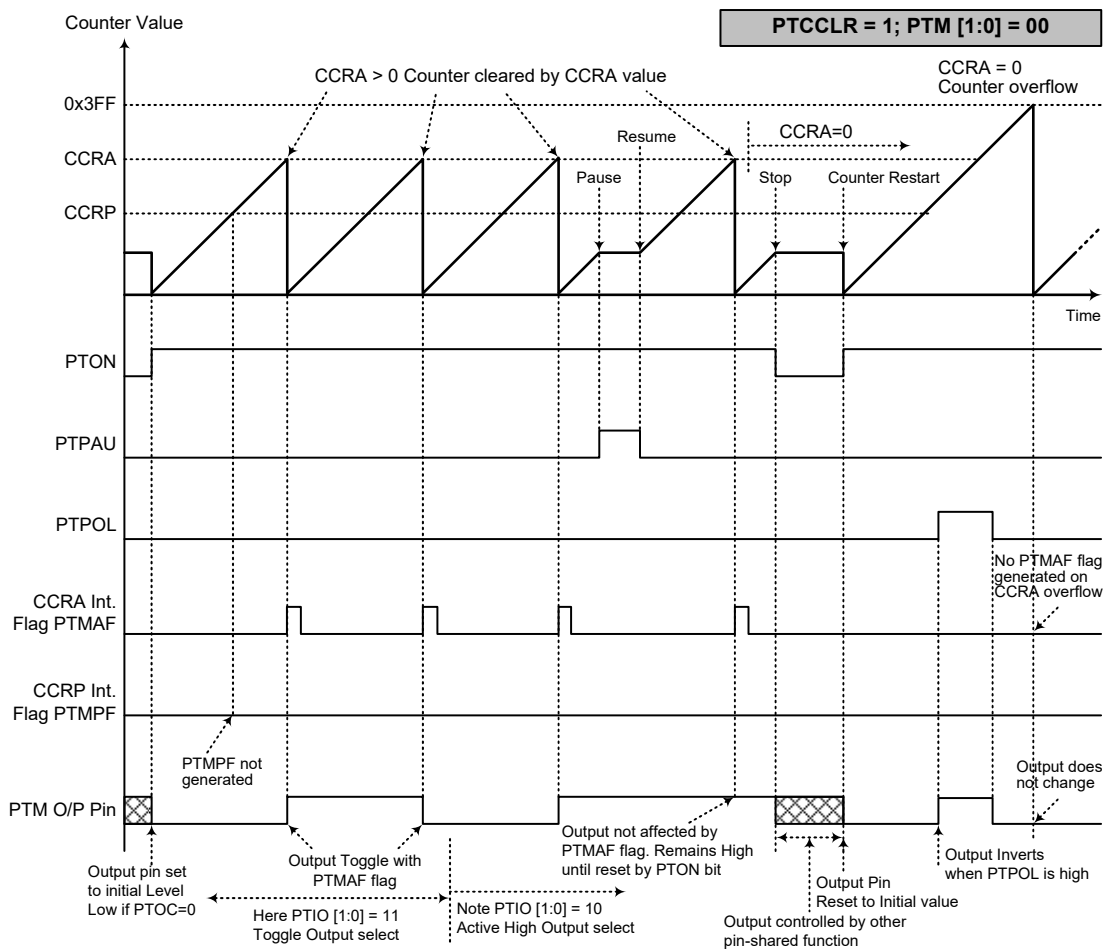 Counter Value
PTCCLR = 1; PTM [1:0] = 00
CCRA > 0 Counter cleared by CCRA value
CCRA = 0
Counter overflow
0x3FF
CCRA
CCRP
Resume
CCRA=0
Pause
Stop
Counter Restart
Time
PTON
PTPAU
PTPOL
No PTMAF flag
generated on
CCRA overflow
CCRA Int.
Flag PTMAF
CCRP Int.
Flag PTMPF
PTMPF not
generated
Output does
not change
PTM O/P Pin
Output pin set
to initial Level
Low if PTOC=0
Output Toggle with
PTMAF flag
Here PTIO [1:0] = 11
Toggle Output select
Note PTIO [1:0] = 10
Active High Output select
Output not affected by
PTMAF flag. Remains High
until reset by PTON bit
Output Pin
Reset to Initial value
Output controlled by other
pin-shared function
Output Inverts
when PTPOL is high